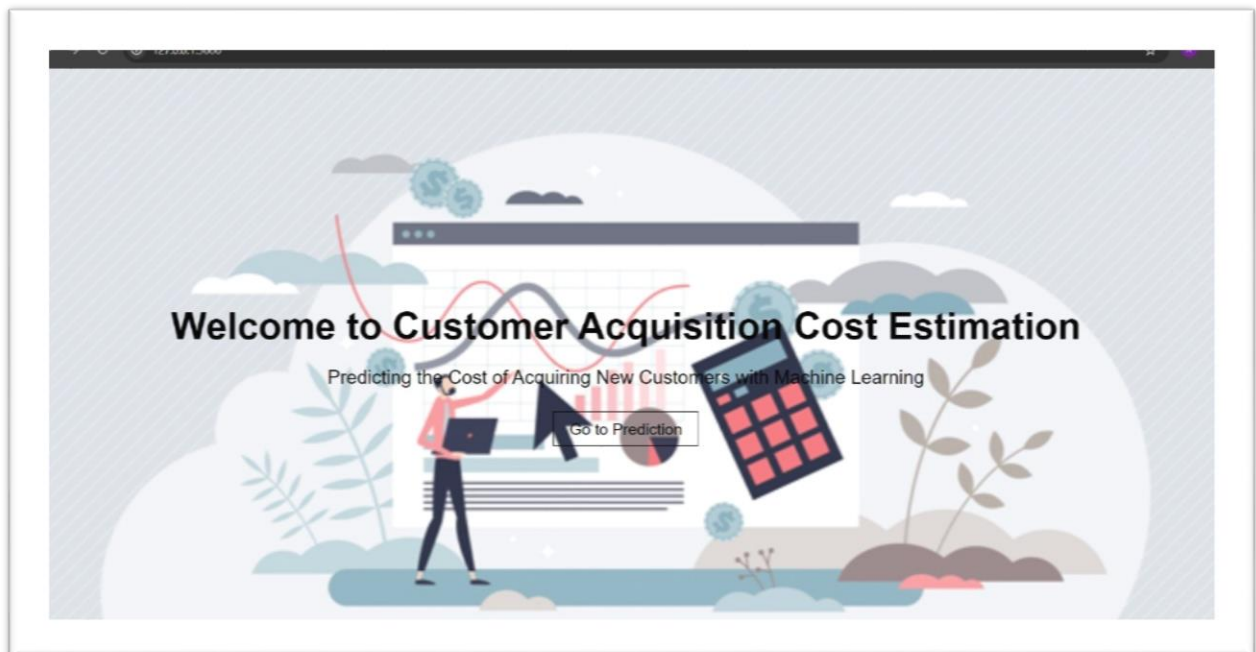 Welcome to Customer Acquisition Cost Estimation
Predicting the Cost of Acquiring New Customers with Machine Learning
Go to Prediction